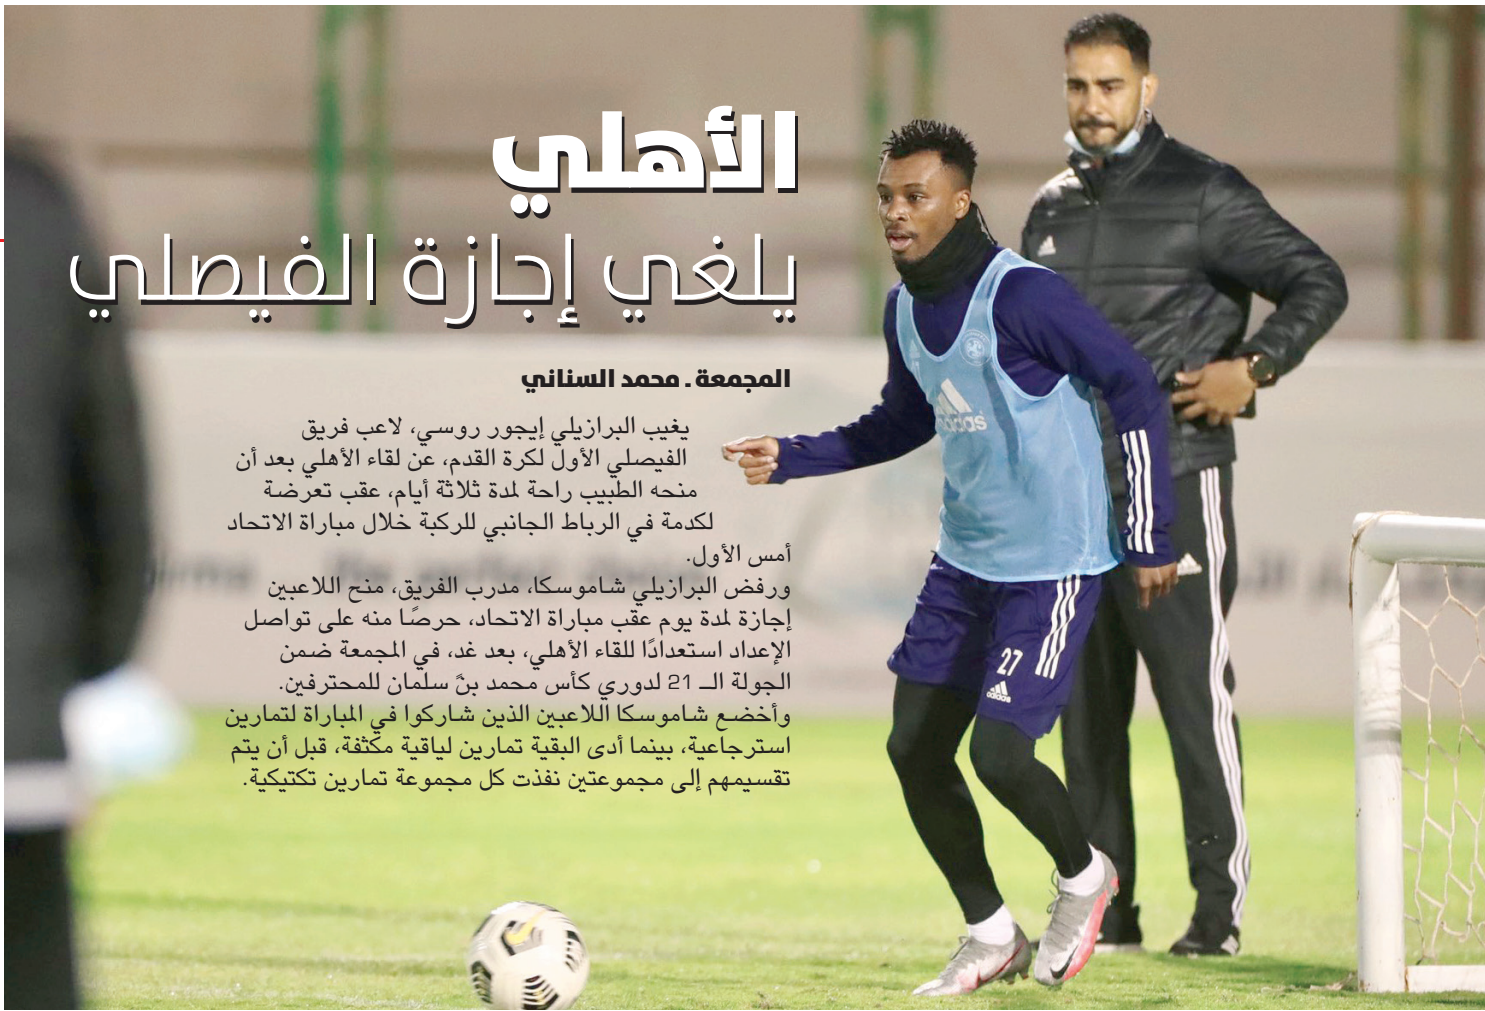 الأهلي
يلغي إجازة الفيصلي
المجمعة ـ محمد السناني
يغيب البرازيلي إيجور روسي، لاعب فريق
الفيصلي الأول لكرة القدم، عن لقاء الأهلي بعد أن
منحه الطبيب راحة لمدة ثلاثة أيام، عقب تعرضة
لكدمة في الرباط الجانبي للركبة خلال مباراة الاتحاد
أمس الأول.
ورفض البرازيلي شاموسكا، مدرب الفريق، منح اللاعبين
إجازة لمدة يوم عقب مباراة الاتحاد، حرصًا منه على تواصل
الإعداد استعدادًا للقاء الأهلي، بعد غد، في المجمعة ضمن
الجولة الـ 21 لدوري كأس محمد بنْ سلمان للمحترفين.
وأخضع شاموسكا اللاعبين الذين شاركوا في المباراة لتمارين
استرجاعية، بينما أدى البقية تمارين لياقية مكثفة، قبل أن يتم
تقسيمهم إلى مجموعتين نفذت كل مجموعة تمارين تكتيكية.
adidas
27
adidas